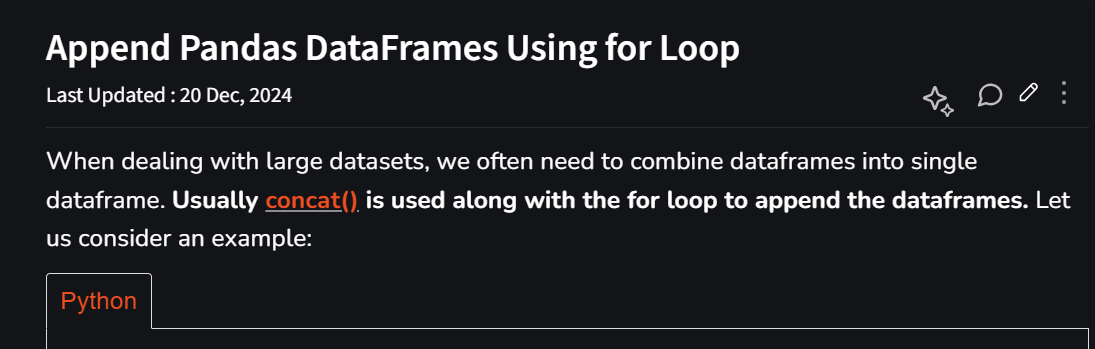 Append Pandas DataFrames Using for Loop
Last Updated : 20 Dec, 2024
When dealing with large datasets, we often need to combine dataframes into single
dataframe. Usually concat() is used along with the for loop to append the dataframes. Let
us consider an example:
Python